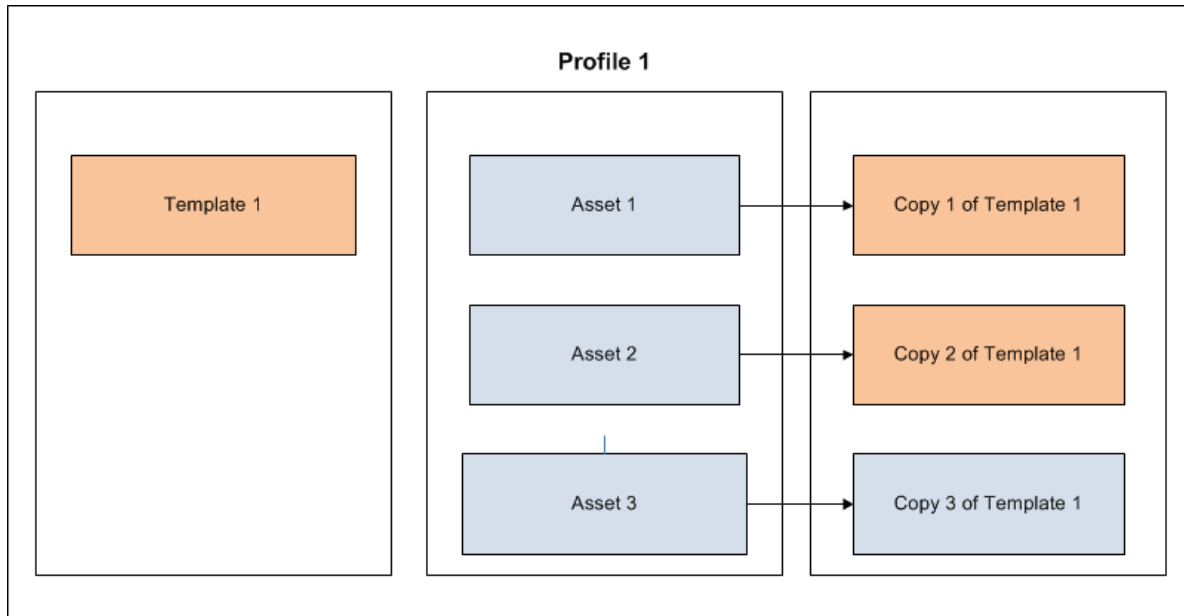 Profile 1
Template 1
Asset 1
Copy 1 of Template 1
Asset 2
Copy 2 of Template 1
Asset 3
Copy 3 of Template 1